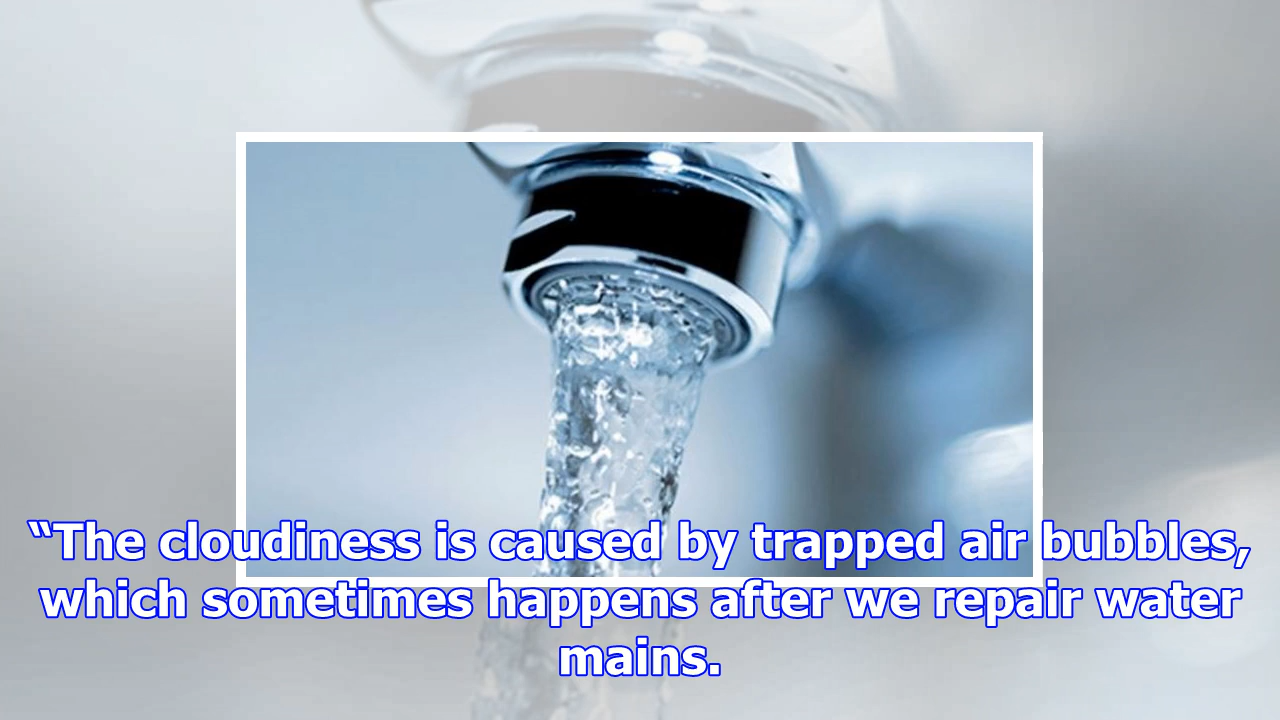 “The cloudiness is caused by trapped air bubbles,
which sometimes happens after we repair water
mains.